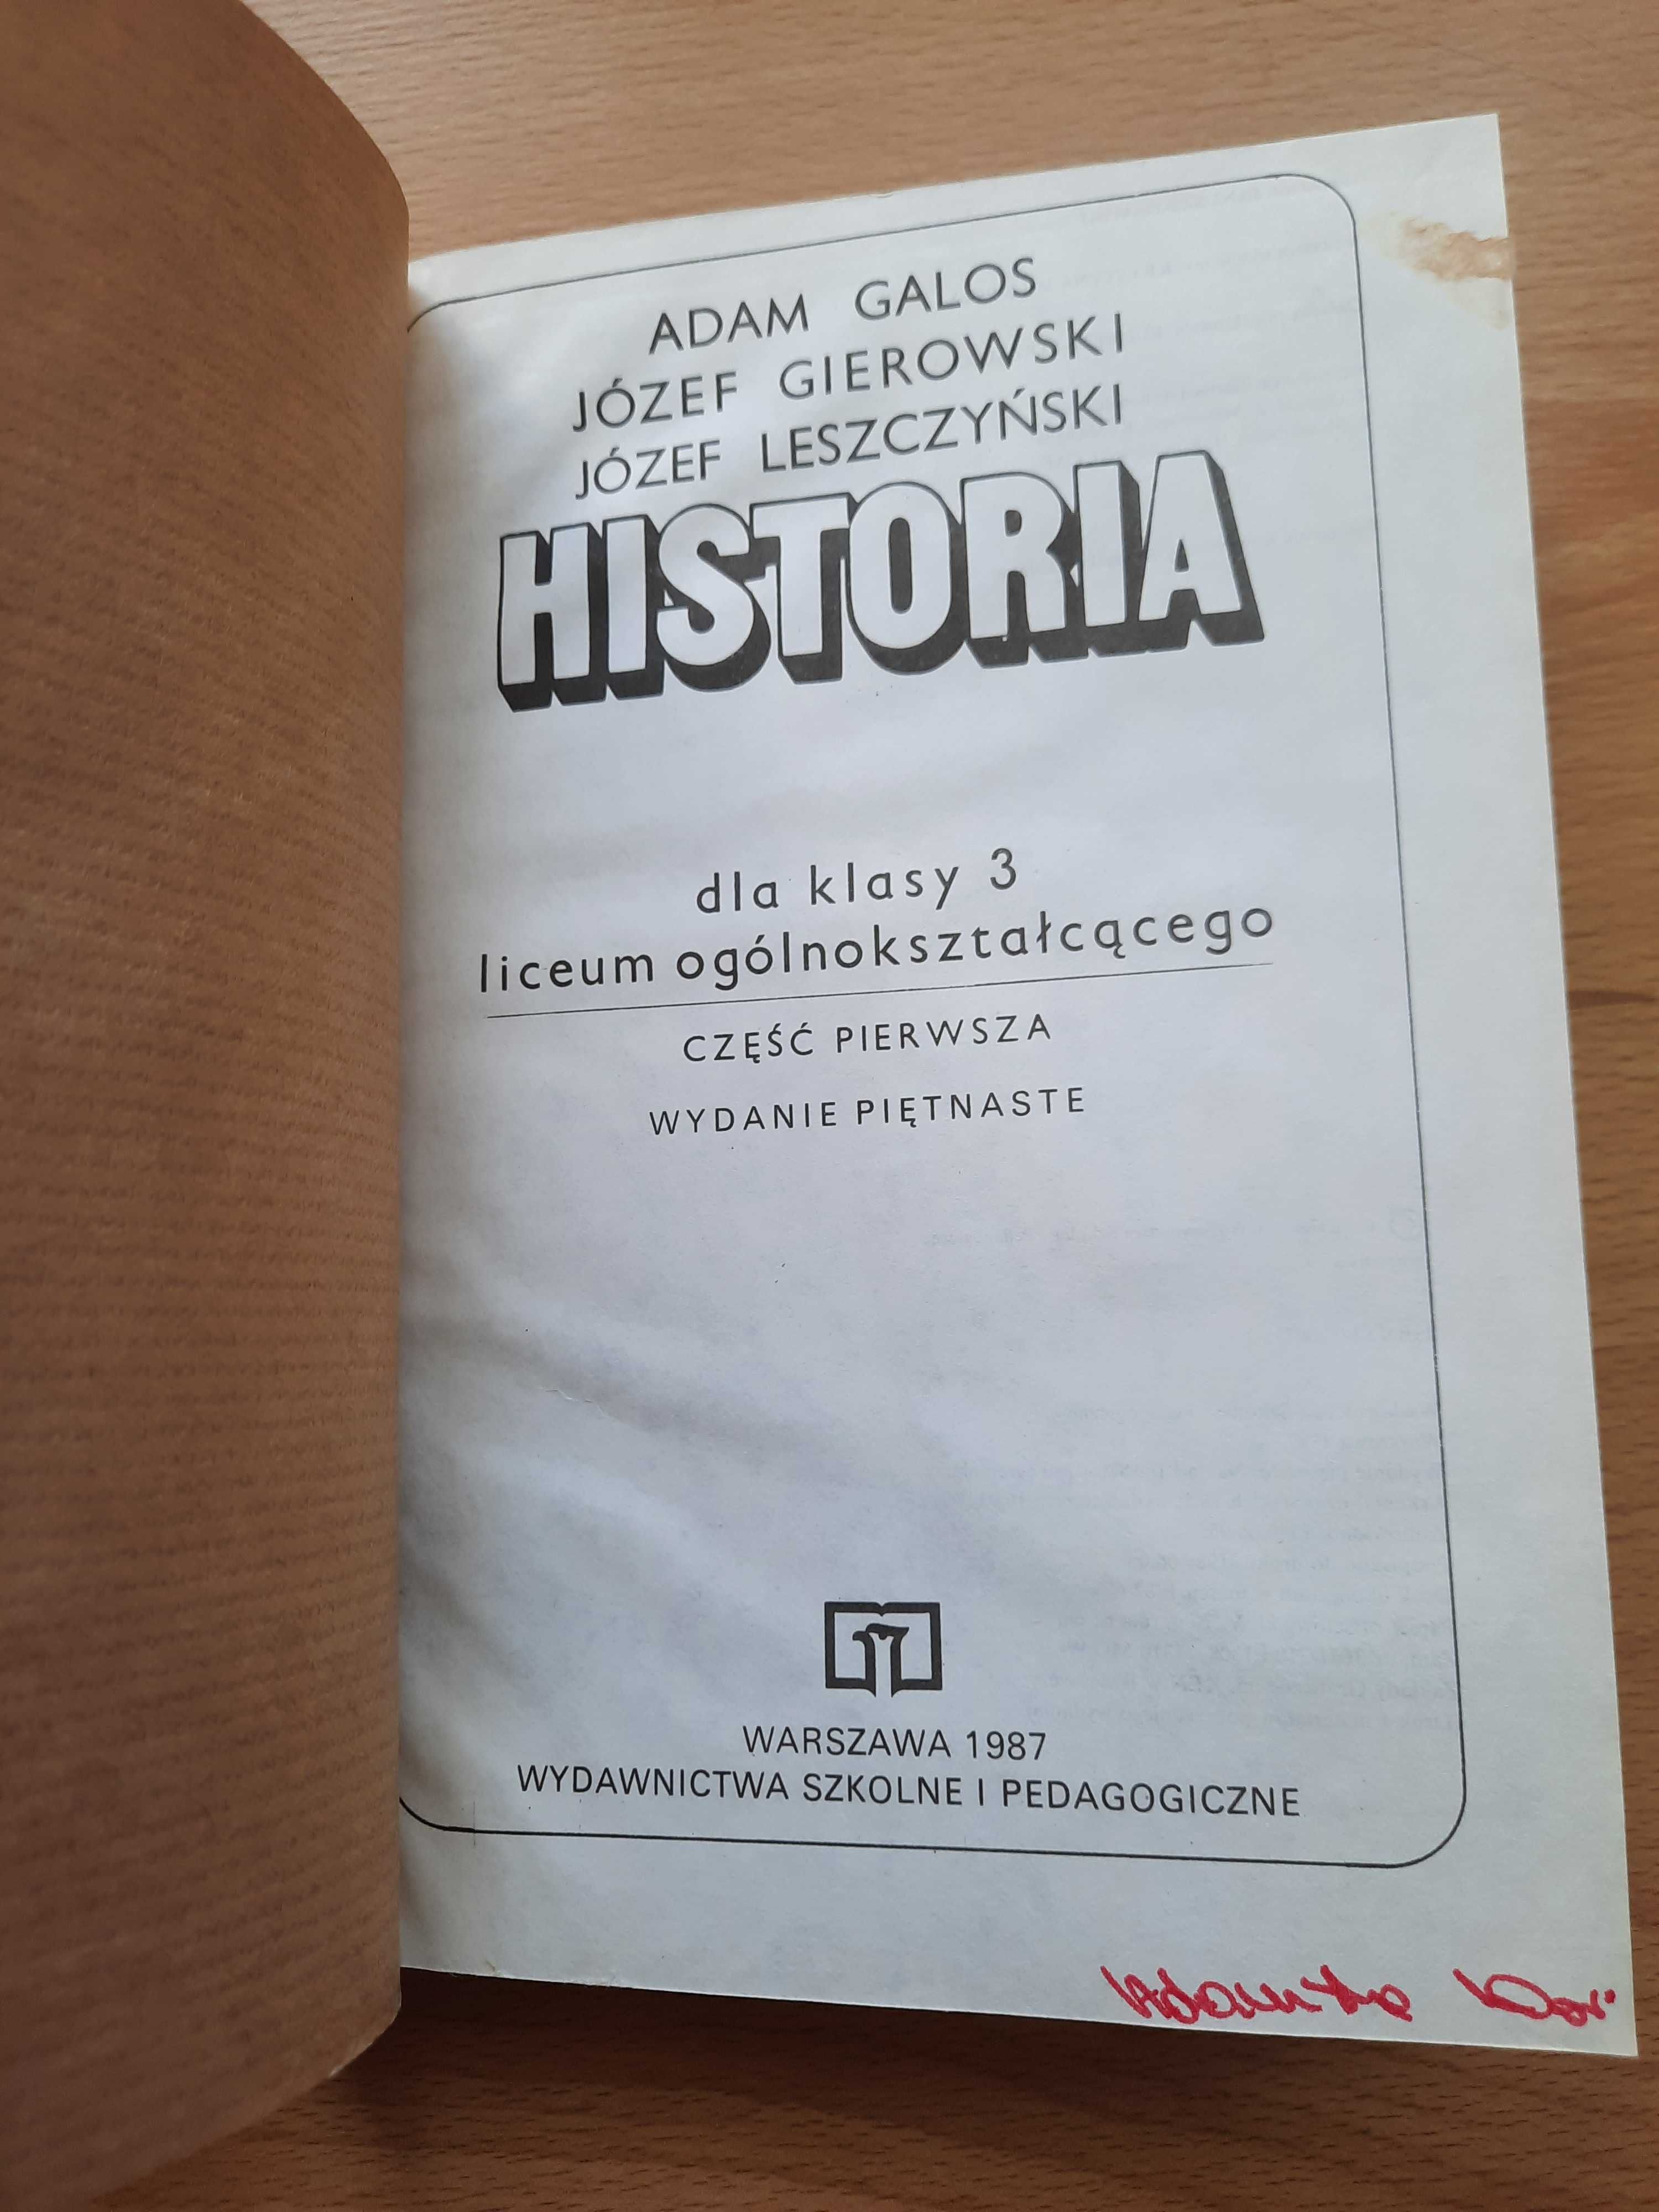 ADAM GALOS
JÓZEF GIEROWSKI
JÓZEF LESZCZYŃSKI
HISTORIA
dla klasy 3
liceum ogólnokształcącego
CZĘŚĆ PIERWSZA
WYDANIE PIĘTNASTE
WARSZAWA 1987
WYDAWNICTWA SZKOLNE I PEDAGOGICZNE